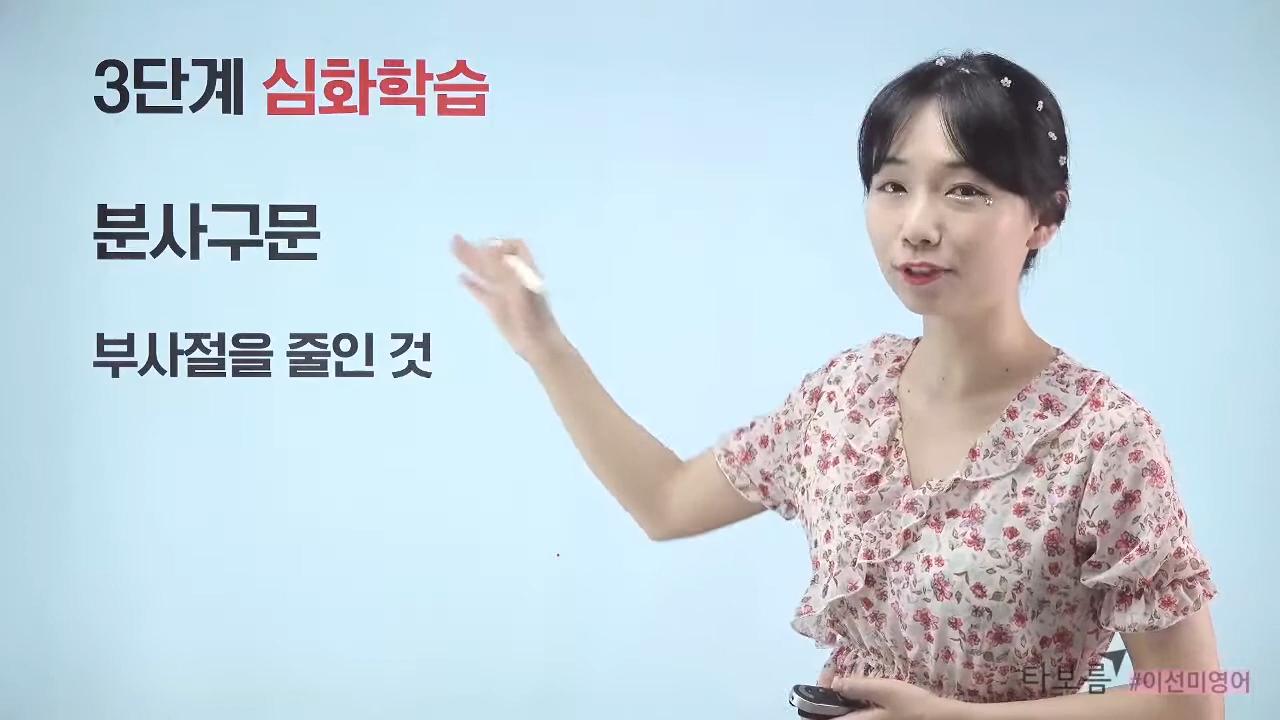 3단계 심화학습
분사구문
부사절을 줄인 것
타보름 #이선미영어